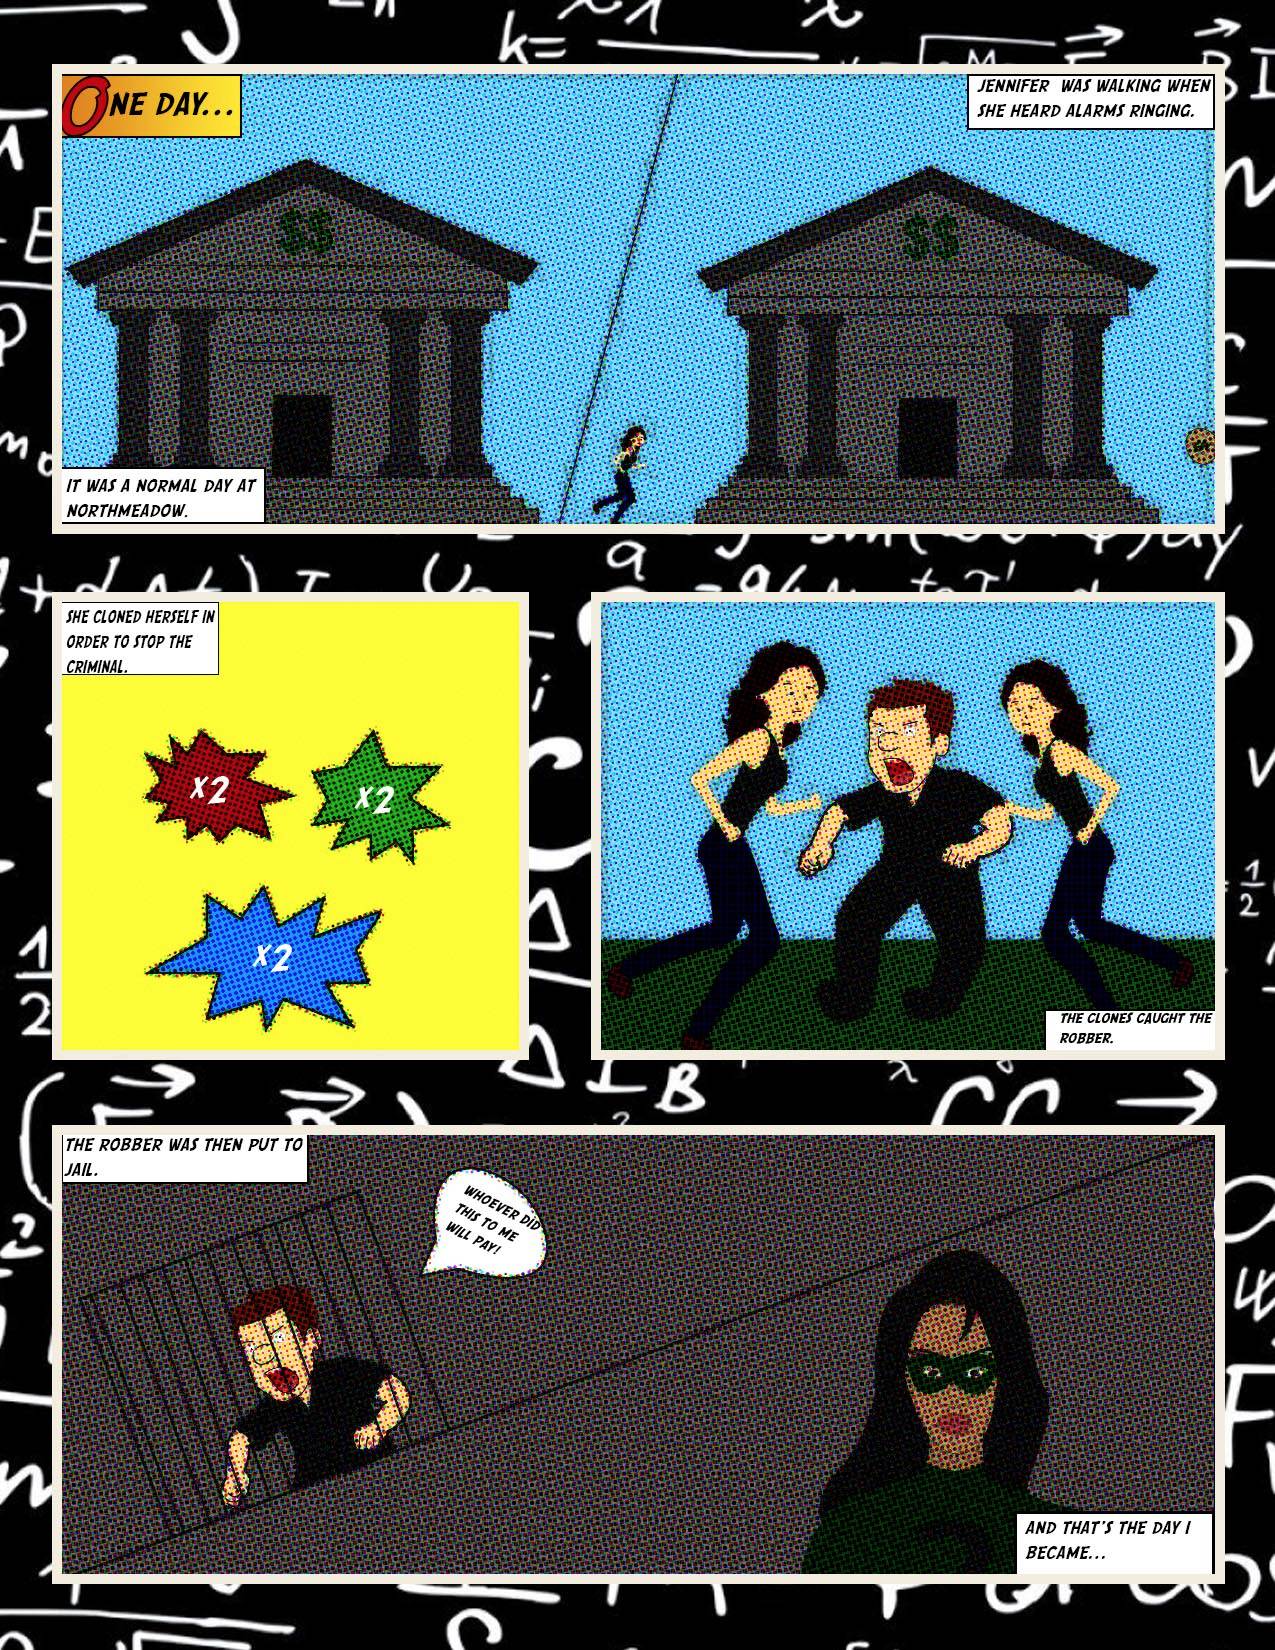 ONE DAY...
JENNIFER WAS WALKING WHEN
SHE HEARD ALARMS RINGING.
$$
$$
IT WAS A NORMAL DAY AT
NORTHMEADOW.
SHE CLONED HERSELF IN
ORDER TO STOP THE
CRIMINAL.
X2
X2
X2
THE CLONES CAUGHT THE
ROBBER.
THE ROBBER WAS THEN PUT TO
JAIL.
WHOEVER DID
THIS TO ME
WILL PAY!
AND THAT'S THE DAY I
BECAME...